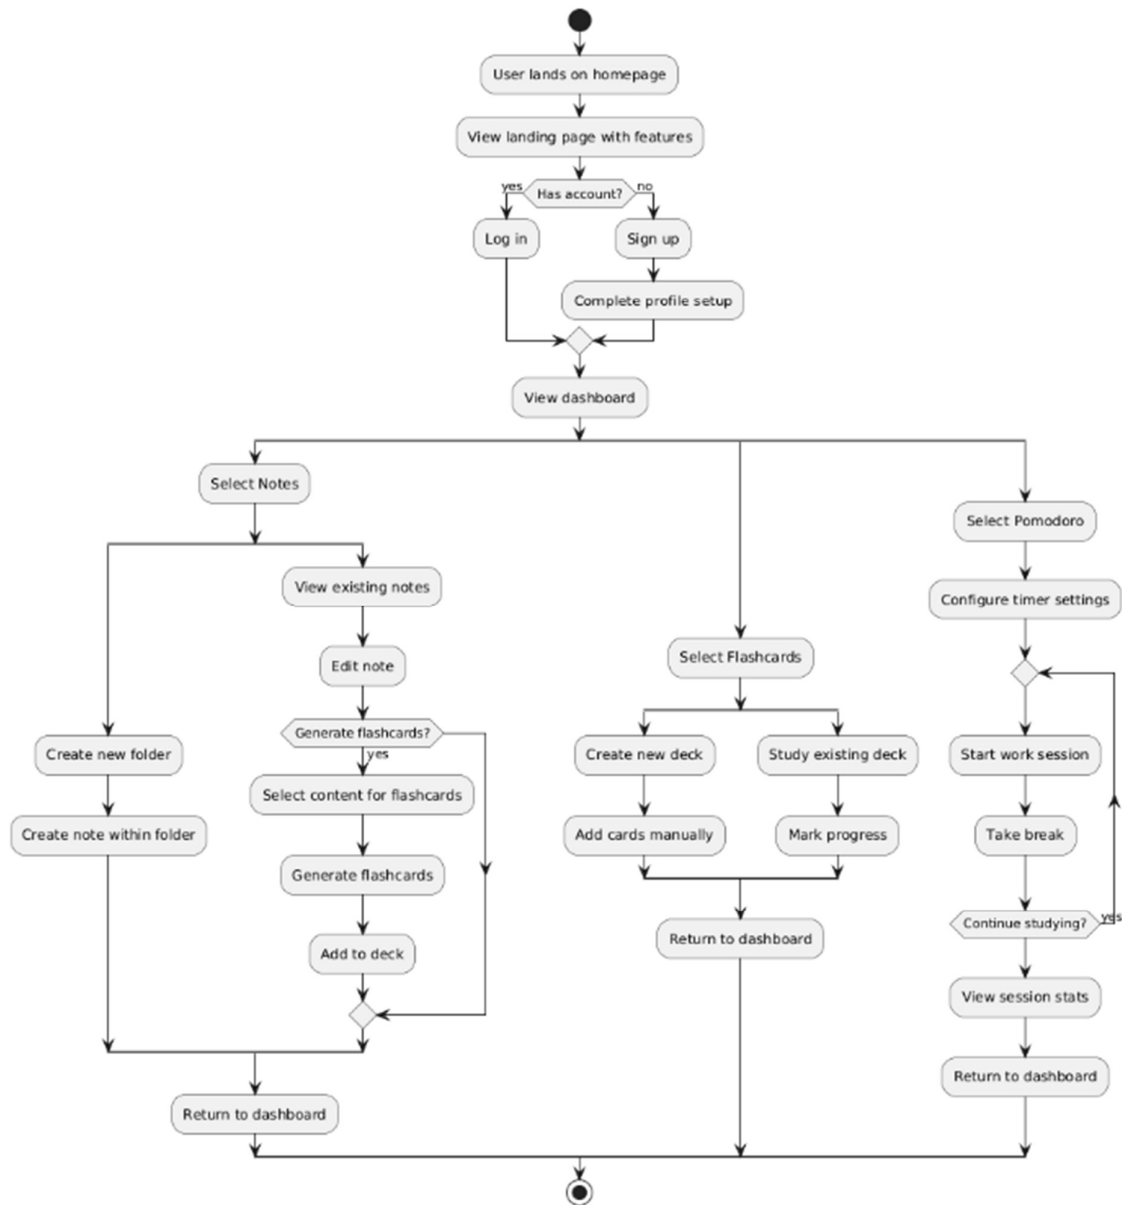 User lands on homepage
View landing page with features
yes
Has account?
no
Log in
Sign up
Complete profile setup
View dashboard
Select Notes
Create new folder
Create note within folder
View existing notes
Edit note
Generate flashcards?
yes
Select content for flashcards
Generate flashcards
Add to deck
Return to dashboard
Select Flashcards
Create new deck
Add cards manually
Study existing deck
Mark progress
Return to dashboard
Select Pomodoro
Configure timer settings
Start work session
Take break
Continue studying?
yes
View session stats
Return to dashboard